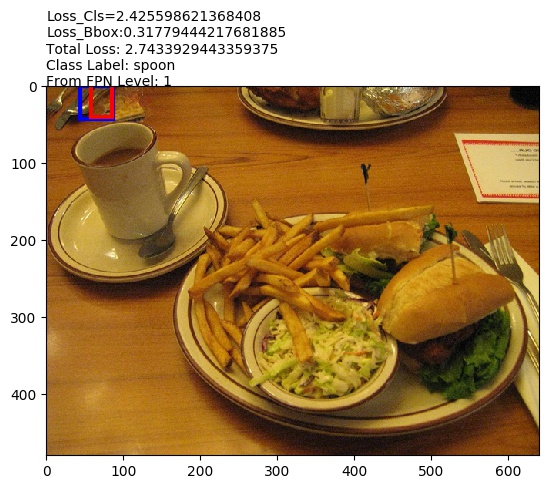 Loss_Cls=2.425598621368408
Loss_Bbox:0.31779444217681885
Total Loss: 2.7433929443359375
Class Label: spoon
From FPN Level: 1
0
100
200
300
400
0 100 200 300 400 500 600